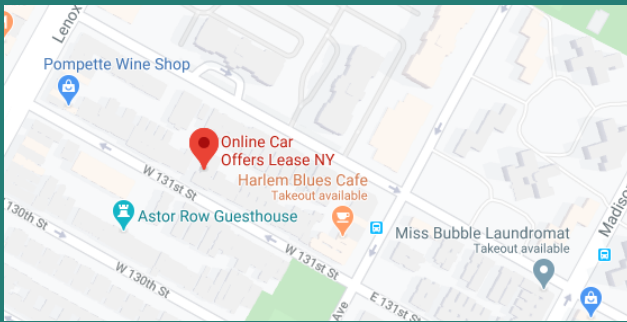 Lenox
Pompette Wine Shop
Online Car
Offers Lease NY
W 131st St
Harlem Blues Cafe
Takeout available
W 130th St
Astor Row Guesthouse
Miss Bubble Laundromat
Takeout available
Madiso
W 131st St
W 130th St
E 131st St
Ave